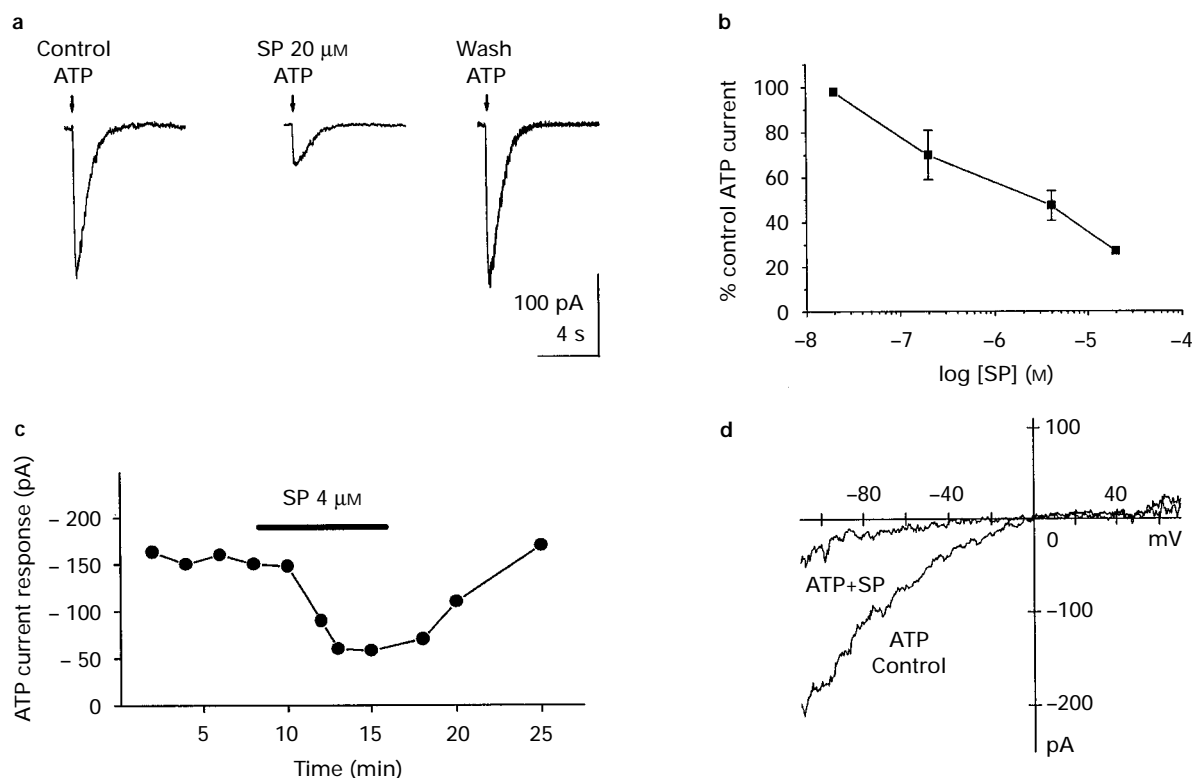 a
Control
ATP
SP 20 µM
ATP
Wash
ATP
100 pA
4 s
b
% control ATP current
100
80
60
40
20
0
−8
−7
−6
−5
−4
log [SP] (M)
c
ATP current response (pA)
− 200
− 150
− 100
− 50
0
SP 4 µM
5
10
15
20
25
Time (min)
d
100
−80
−40
40
0
mV
ATP+SP
ATP
Control
−100
−200
pA